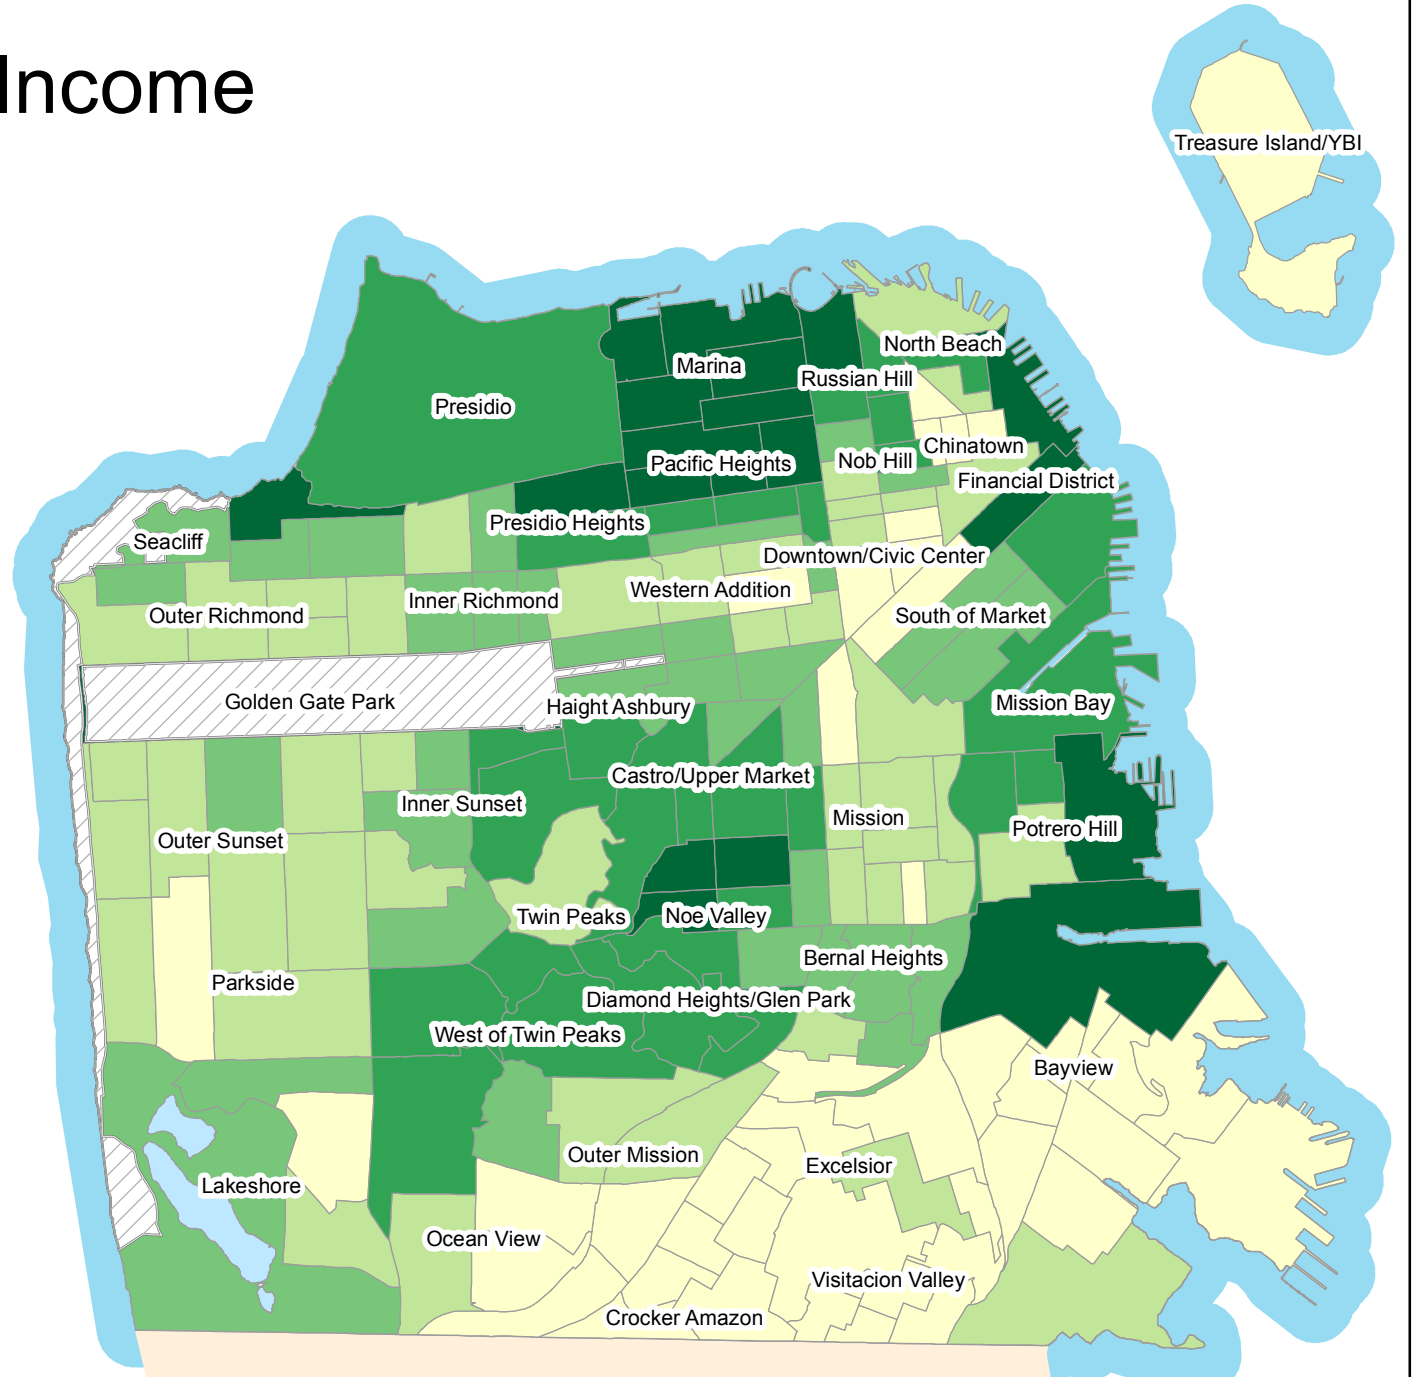 Income
Treasure Island/YBI
North Beach
Marina
Russian Hill
Presidio
Chinatown
Nob Hill
Pacific Heights
Financial District
Presidio Heights
Seacliff
Downtown/Civic Center
Western Addition
Inner Richmond
Outer Richmond
South of Market
Golden Gate Park
Mission Bay
Haight Ashbury
Castro/Upper Market
Inner Sunset
Mission
Potrero Hill
Outer Sunset
Twin Peaks
Noe Valley
Bernal Heights
Parkside
Diamond Heights/Glen Park
West of Twin Peaks
Bayview
Outer Mission
Excelsior
Lakeshore
Ocean View
Visitacion Valley
Crocker Amazon